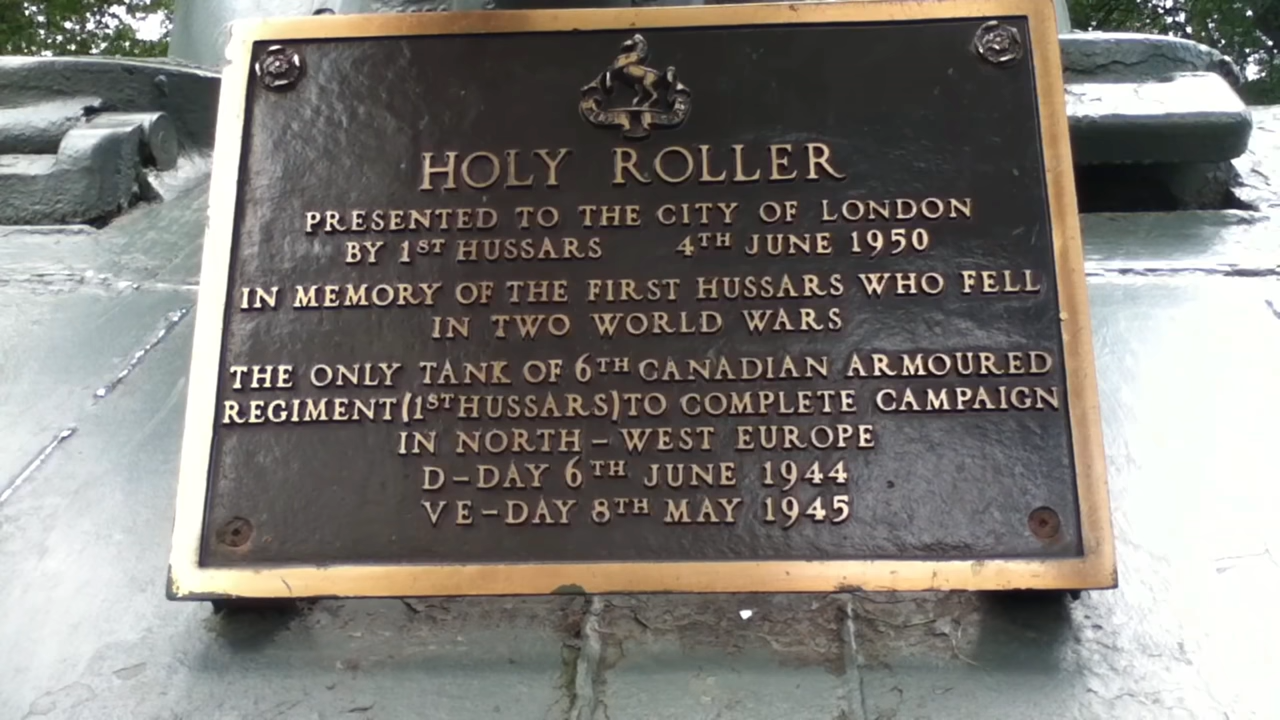 HOLY ROLLER
PRESENTED TO THE CITY OF LONDON
BY 1ST HUSSARS 4TH JUNE 1950
IN MEMORY OF THE FIRST HUSSARS WHO FELL
IN TWO WORLD WARS
THE ONLY TANK OF 6TH CANADIAN ARMOURED
REGIMENT (1ST HUSSARS) TO COMPLETE CAMPAIGN
IN NORTH-WEST EUROPE
D-DAY 6TH JUNE 1944
VE-DAY 8TH MAY 1945